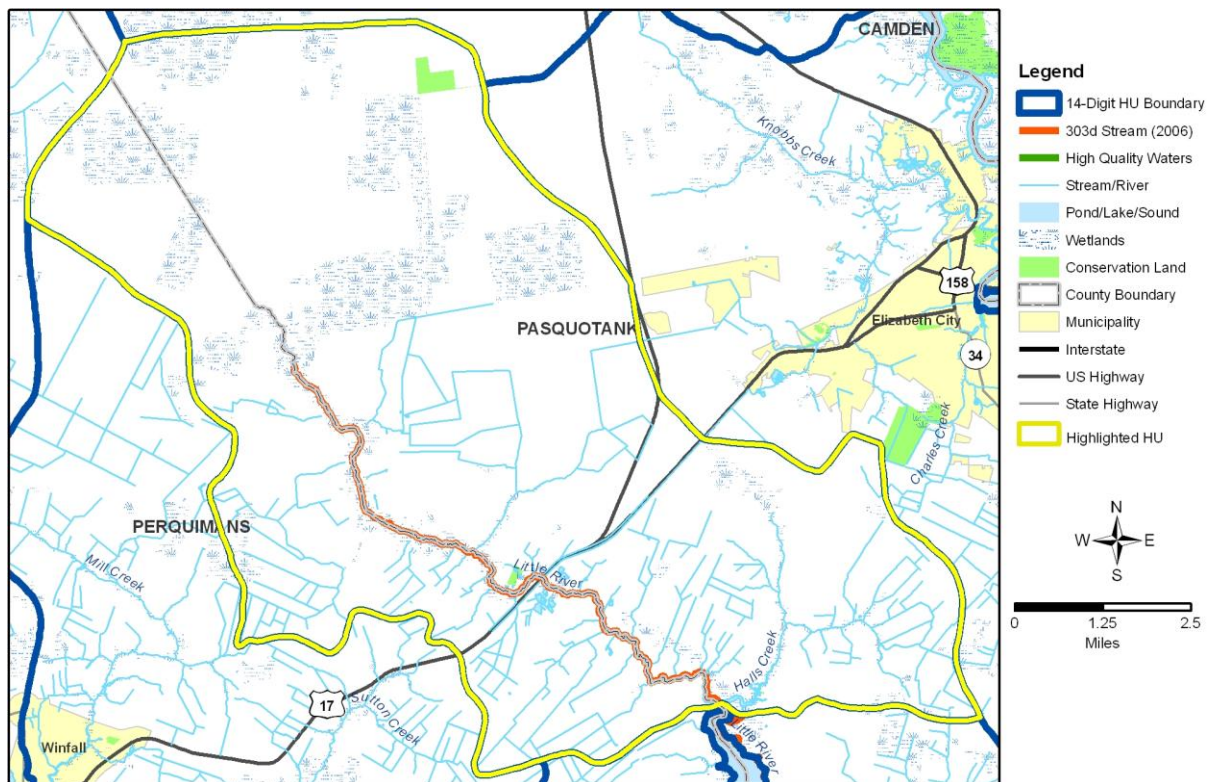 CAMDEN
Knobbs Creek
158
Elizabeth City
PASQUOTANK
34
Charles Creek
PERQUIMANS
Mill Creek
Little River
Halls Creek
17
Sutton Creek
Little River
Winfall
Legend
14-Digit HU Boundary
303d Stream (2006)
High Quality Waters
Stream/River
Pond/Lake/Sound
Wetlands
Conservation Land
County Boundary
Municipality
Interstate
US Highway
State Highway
Highlighted HU
N
W E
S
0 1.25 2.5
Miles